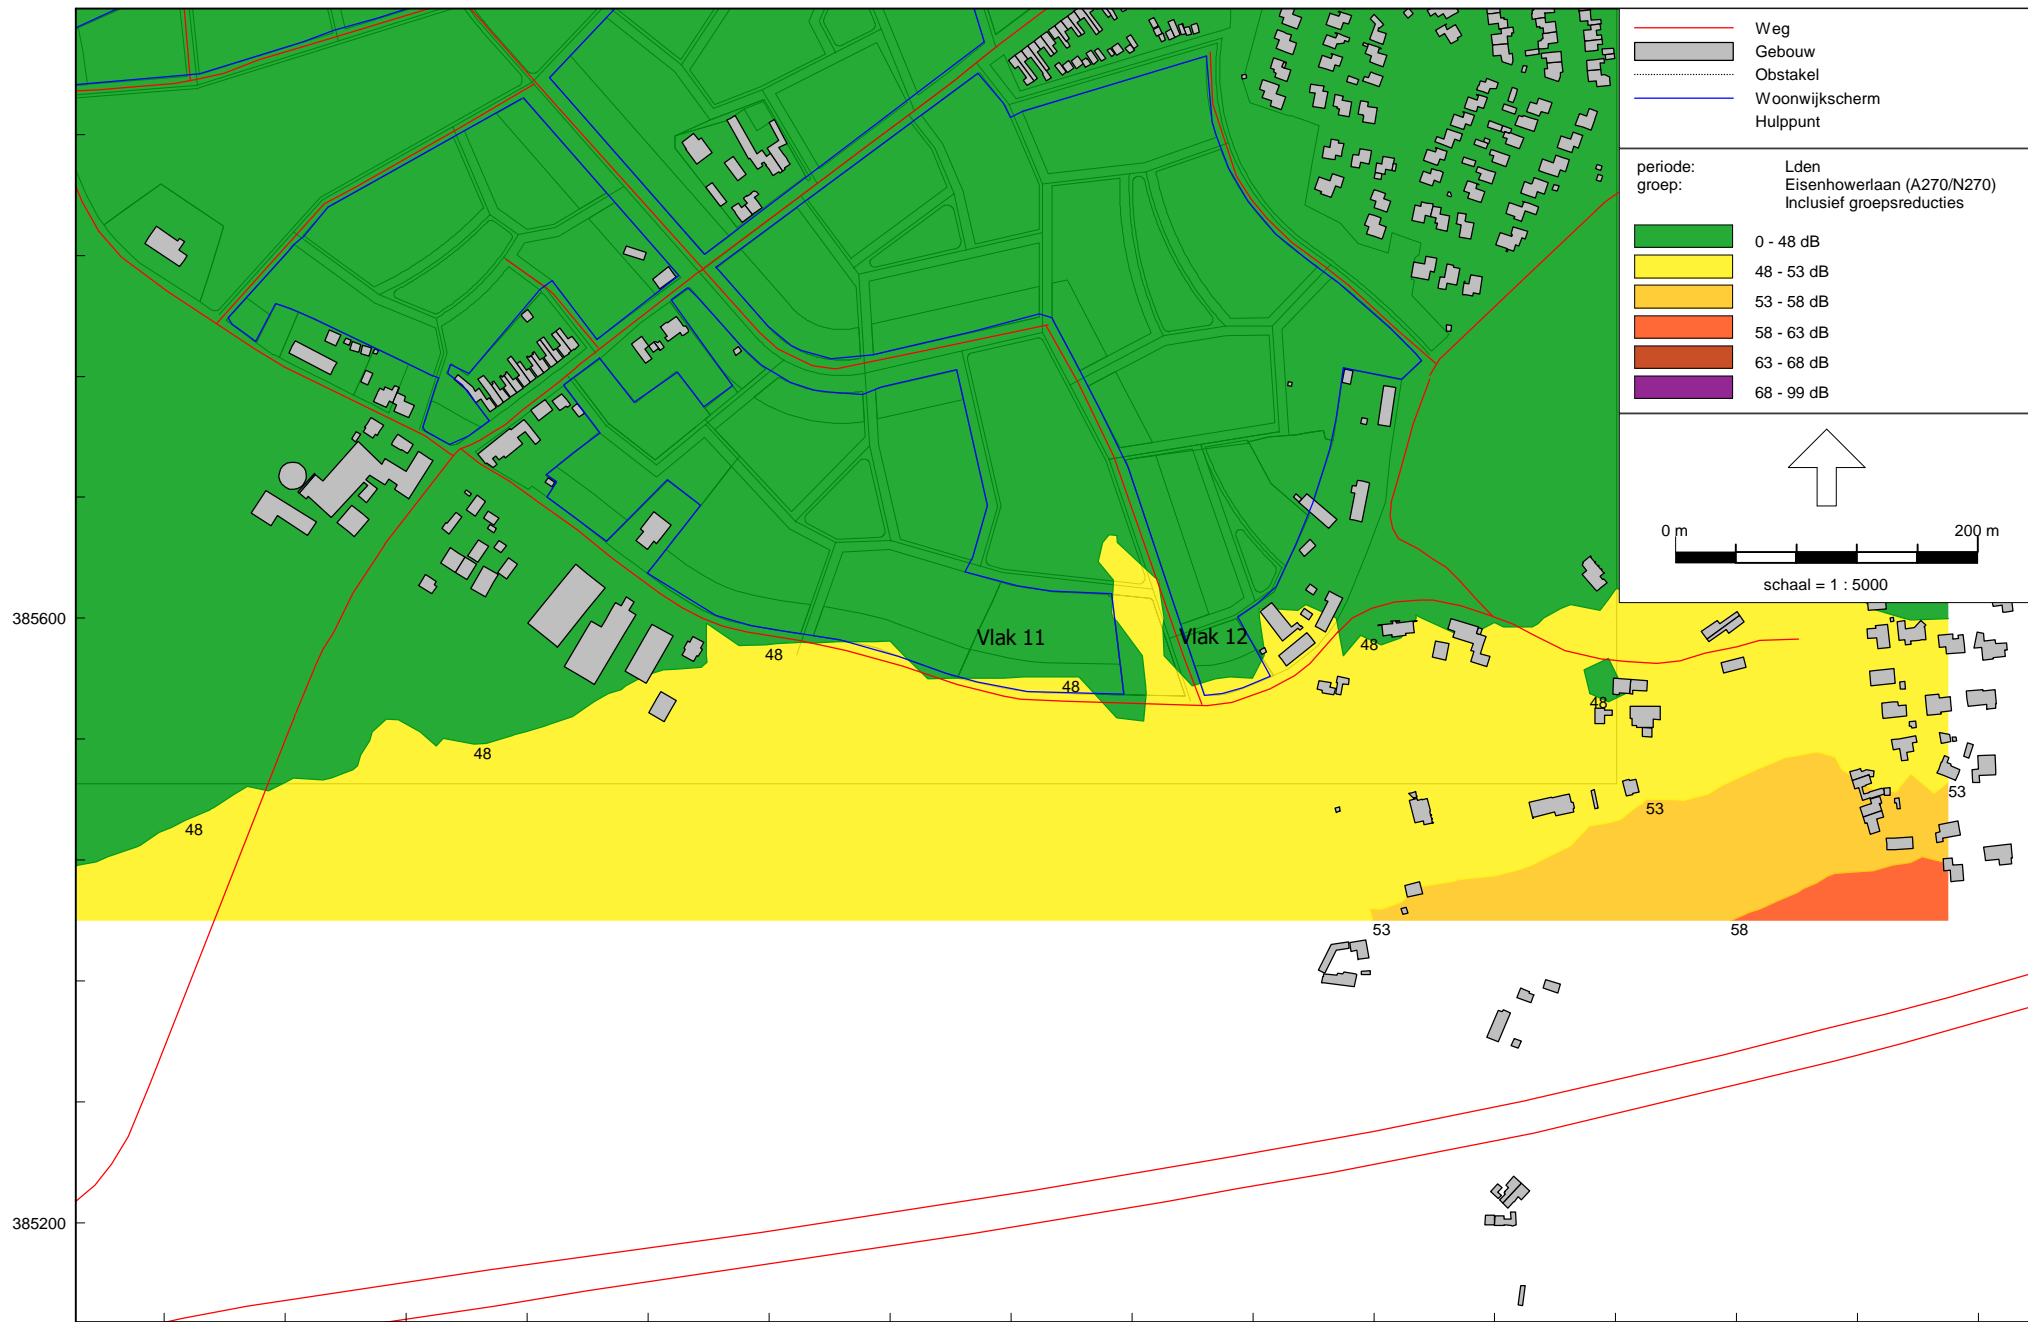 Weg
Gebouw
Obstakel
Woonwijkscherm
Hulppunt
periode: Lden
groep: Eisenhowerlaan (A270/N270)
Inclusief groepsreducties
0 - 48 dB
48 - 53 dB
53 - 58 dB
58 - 63 dB
63 - 68 dB
68 - 99 dB
0 m 200 m
schaal = 1 : 5000
385600
Vlak 11 Vlak 12
48
48
48
48
48
48
53
53
53
58
385200